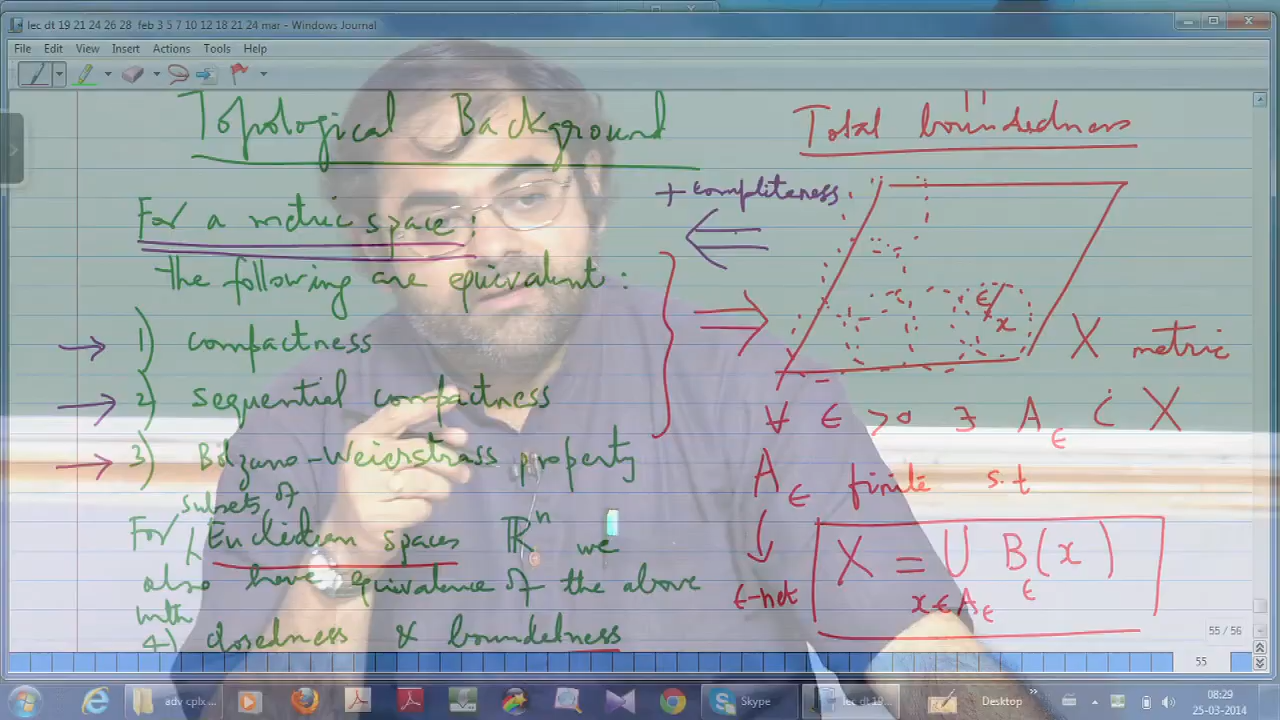 lec dt 19 21 24 26 28 feb 3 5 7 10 12 18 21 24 mar - Windows Journal
File Edit View Insert Actions Tools Help
Topological Background
For a metric space :
the following are equivalent :
1) compactness
2) sequential compactness
3) Bolzano-Weierstrass property
subsets of
For Euclidean spaces ℝⁿ we
also have equivalence of the above
with
4) closedness & boundedness
Total boundedness
+ compliteness
ϵ
x
X metric
∀ ϵ > 0 ∃ A_ϵ ⊂ X
A_ϵ finite s.t
ϵ-net
X = ∪ B_ϵ(x)
x ∈ A_ϵ
55 / 56
55
adv cplx ...
Skype
lec dt 19...
Desktop
08:29
25-03-2014